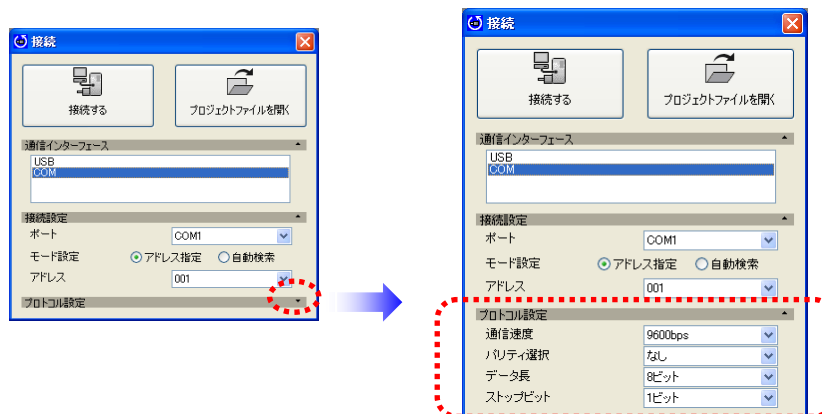 接続
接続する
プロジェクトファイルを開く
通信インターフェース
USB
COM
接続設定
ポート
COM1
モード設定
アドレス指定
自動検索
アドレス
001
プロトコル設定
接続
接続する
プロジェクトファイルを開く
通信インターフェース
USB
COM
接続設定
ポート
COM1
モード設定
アドレス指定
自動検索
アドレス
001
プロトコル設定
通信速度
9600bps
パリティ選択
なし
データ長
8ビット
ストップビット
1ビット